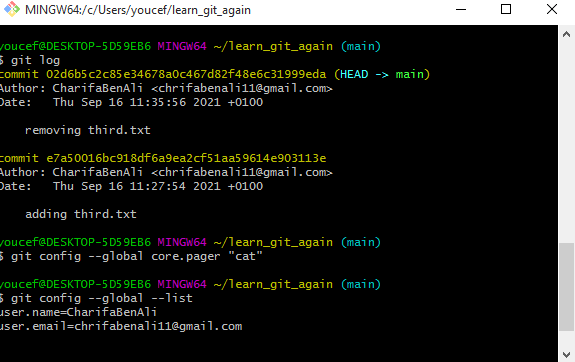 MINGW64:/c/Users/youcef/learn_git_again
youcef@DESKTOP-5D59EB6 MINGW64 ~/learn_git_again (main)
$ git log
commit 02d6b5c2c85e34678a0c467d82f48e6c31999eda (HEAD -> main)
Author: CharifaBenAli <chrifabenali11@gmail.com>
Date:   Thu Sep 16 11:35:56 2021 +0100
removing third.txt
commit e7a50016bc918df6a9ea2cf51aa59614e903113e
Author: CharifaBenAli <chrifabenali11@gmail.com>
Date:   Thu Sep 16 11:27:54 2021 +0100
adding third.txt
youcef@DESKTOP-5D59EB6 MINGW64 ~/learn_git_again (main)
$ git config --global core.pager "cat"
youcef@DESKTOP-5D59EB6 MINGW64 ~/learn_git_again (main)
$ git config --global --list
user.name=CharifaBenAli
user.email=chrifabenali11@gmail.com